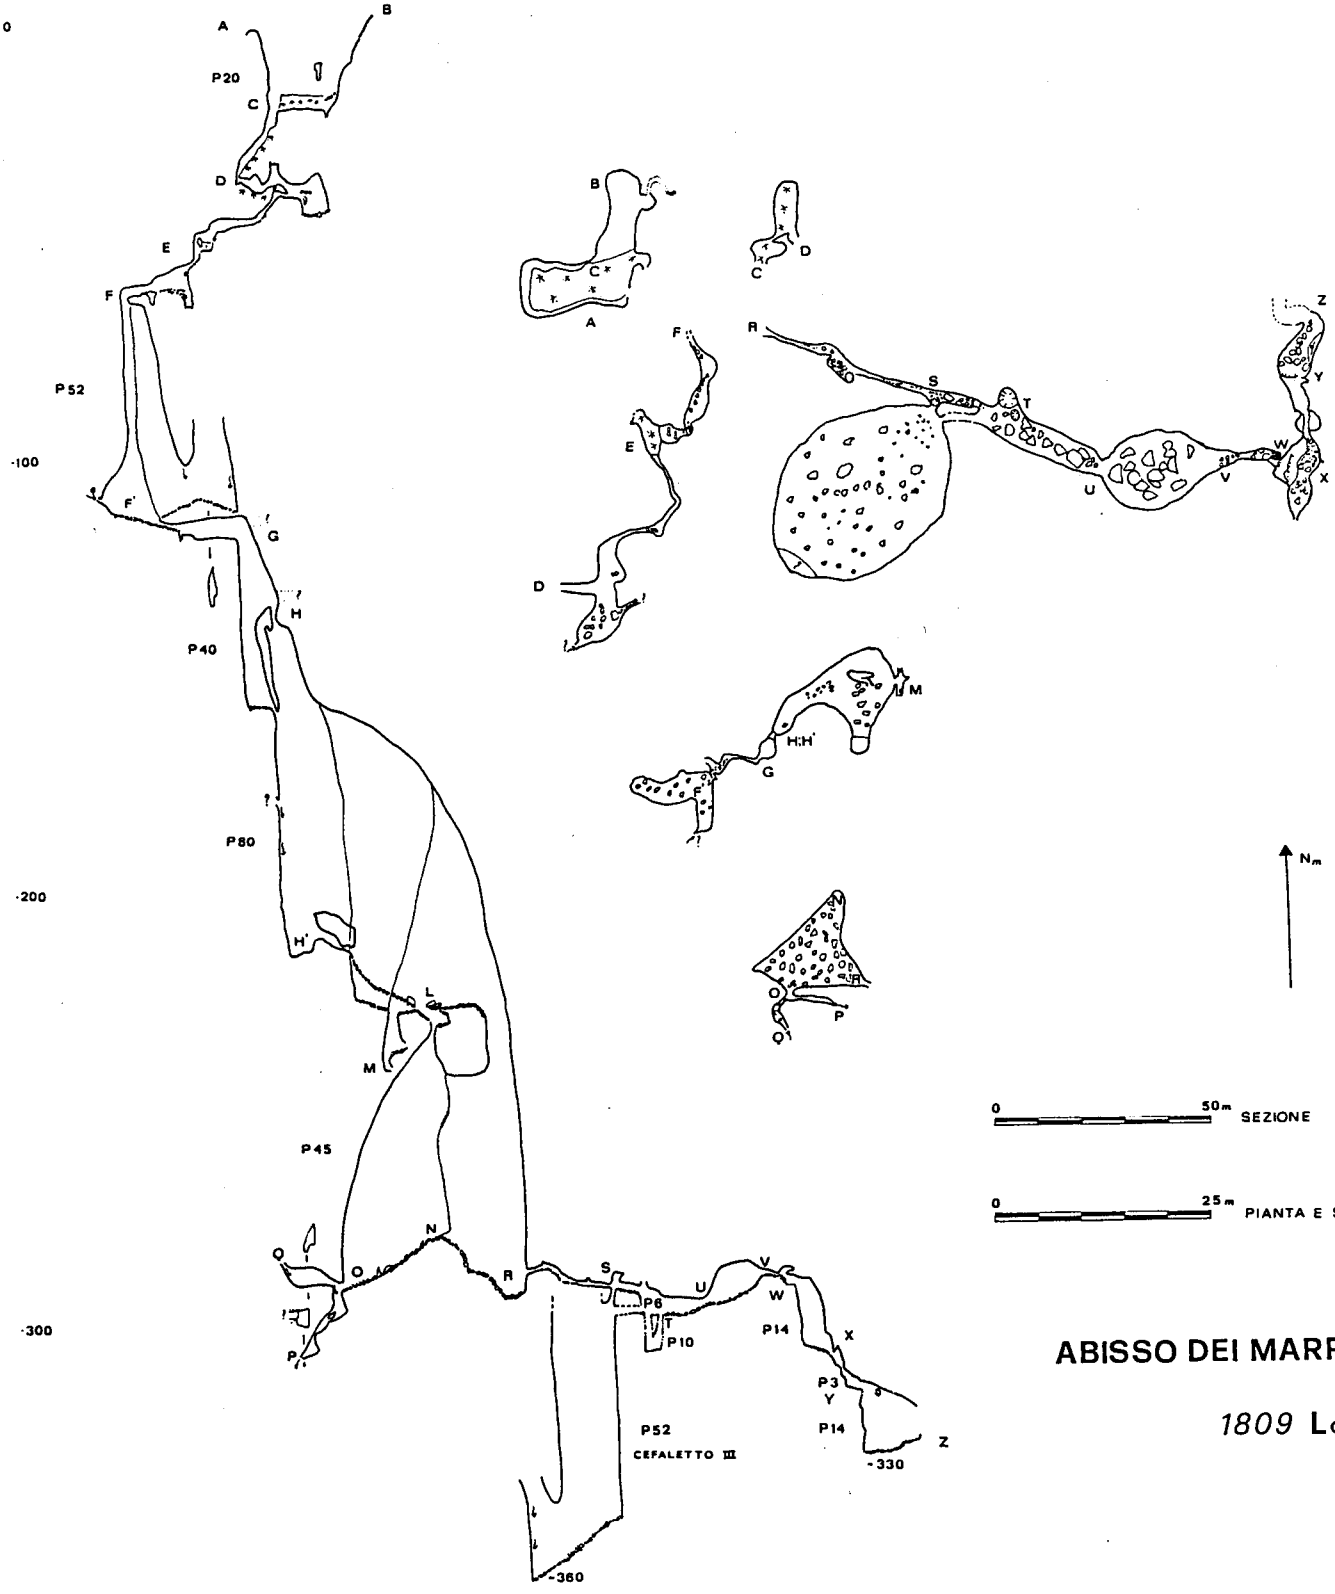 0
A
B
P20
C
D
E
F
P52
-100
F'
G
H
P40
P80
-200
H'
L
M
P45
N
Q
O
R
S
U
V
W
P6
T
P10
P14
X
-300
P
P3
Y
P14
Z
-330
P52
CEFALETTO III
-360
B
C
A
D
C
F
E
D
R
S
T
U
V
W
X
Y
Z
M
H:H'
G
F
N
R
O
P
Q
Nm
0 50m SEZIONE
0 25m PIANTA E
ABISSO DEI
1809